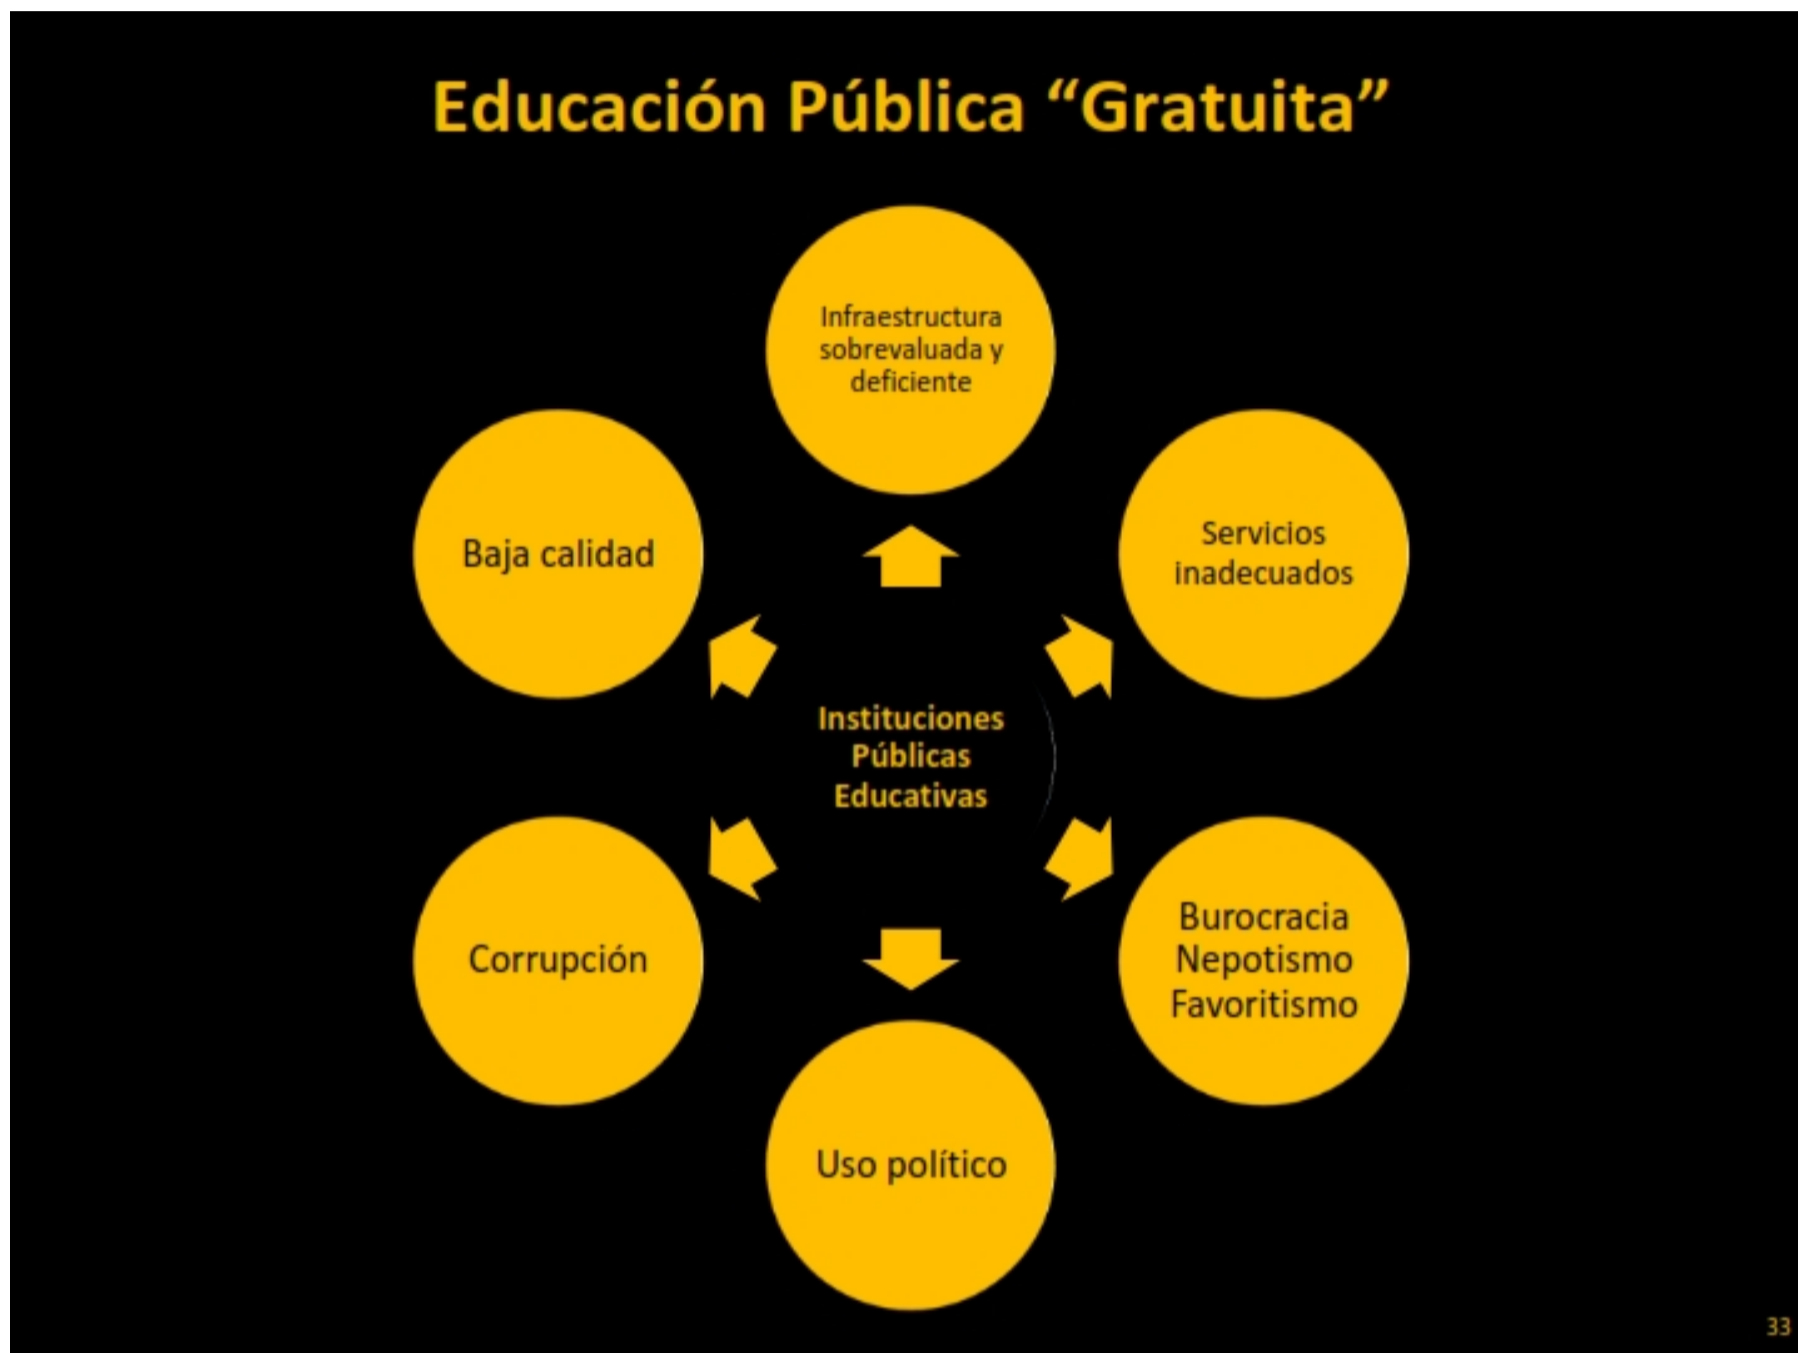 Educación Pública “Gratuita”
Infraestructura
sobrevaluada y
deficiente
Servicios
inadecuados
Burocracia
Nepotismo
Favoritismo
Uso político
Corrupción
Baja calidad
Instituciones
Públicas
Educativas
33